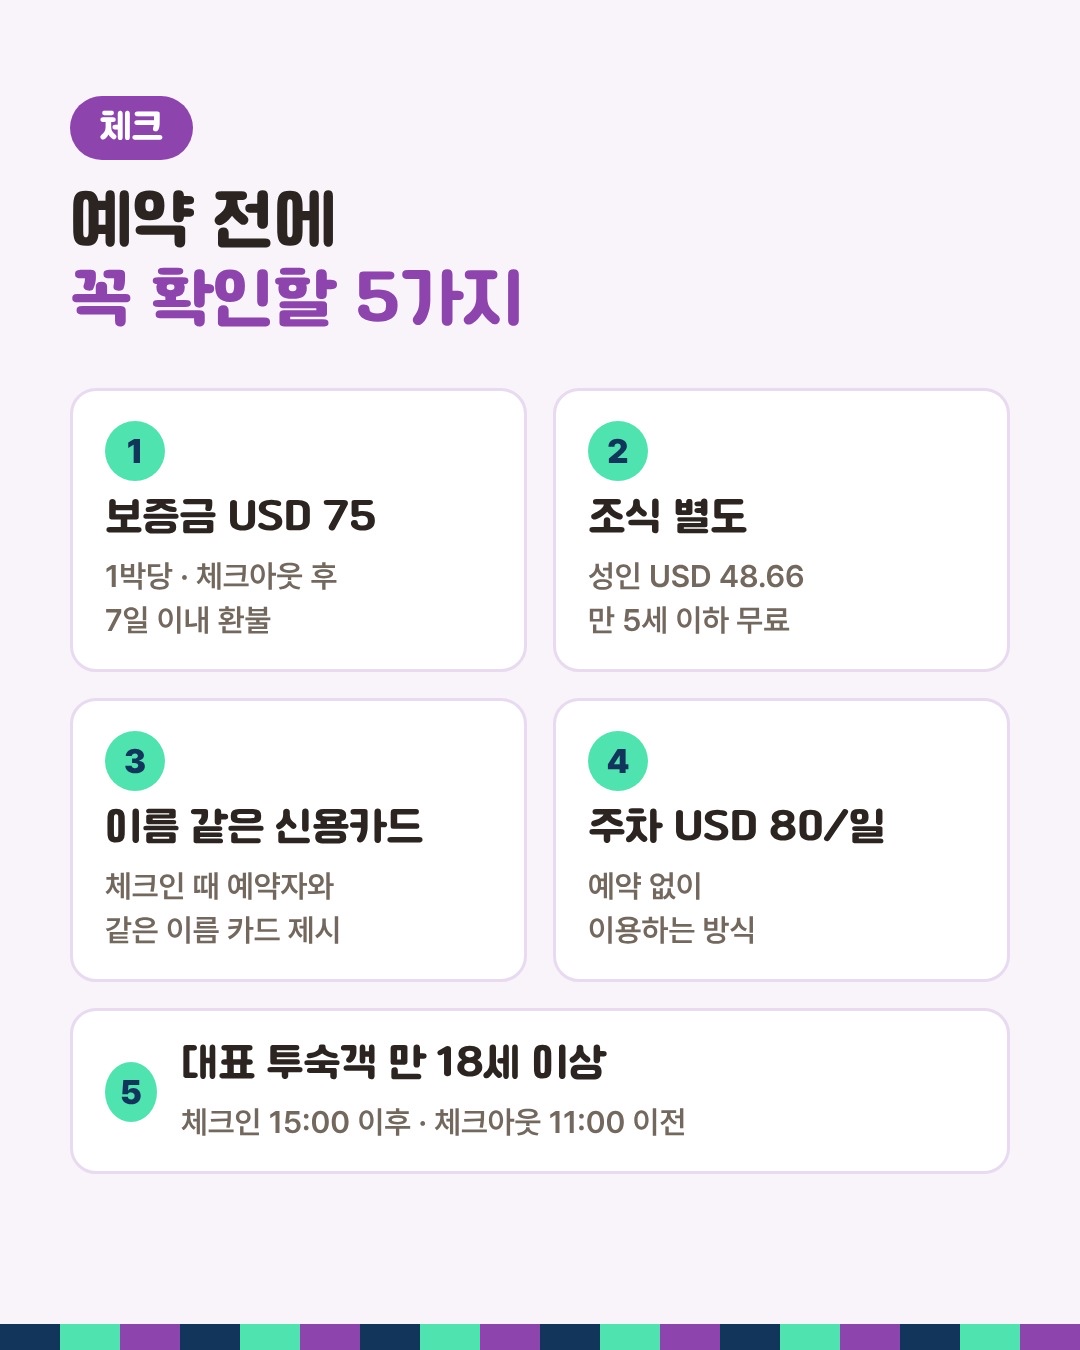 체크
예약 전에
꼭 확인할 5가지
1
보증금 USD 75
1박당 · 체크아웃 후
7일 이내 환불
2
조식 별도
성인 USD 48.66
만 5세 이하 무료
3
이름 같은 신용카드
체크인 때 예약자와
같은 이름 카드 제시
4
주차 USD 80/일
예약 없이
이용하는 방식
5
대표 투숙객 만 18세 이상
체크인 15:00 이후 · 체크아웃 11:00 이전